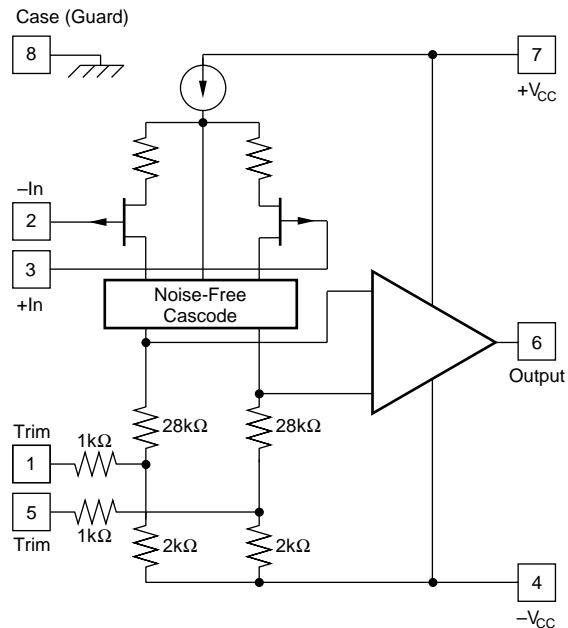 Case (Guard)
8
7
+VCC
–In
2
3
+In
Noise-Free
Cascode
6
Output
28kΩ
28kΩ
Trim
1kΩ
1
5
1kΩ
Trim
2kΩ
2kΩ
4
–VCC